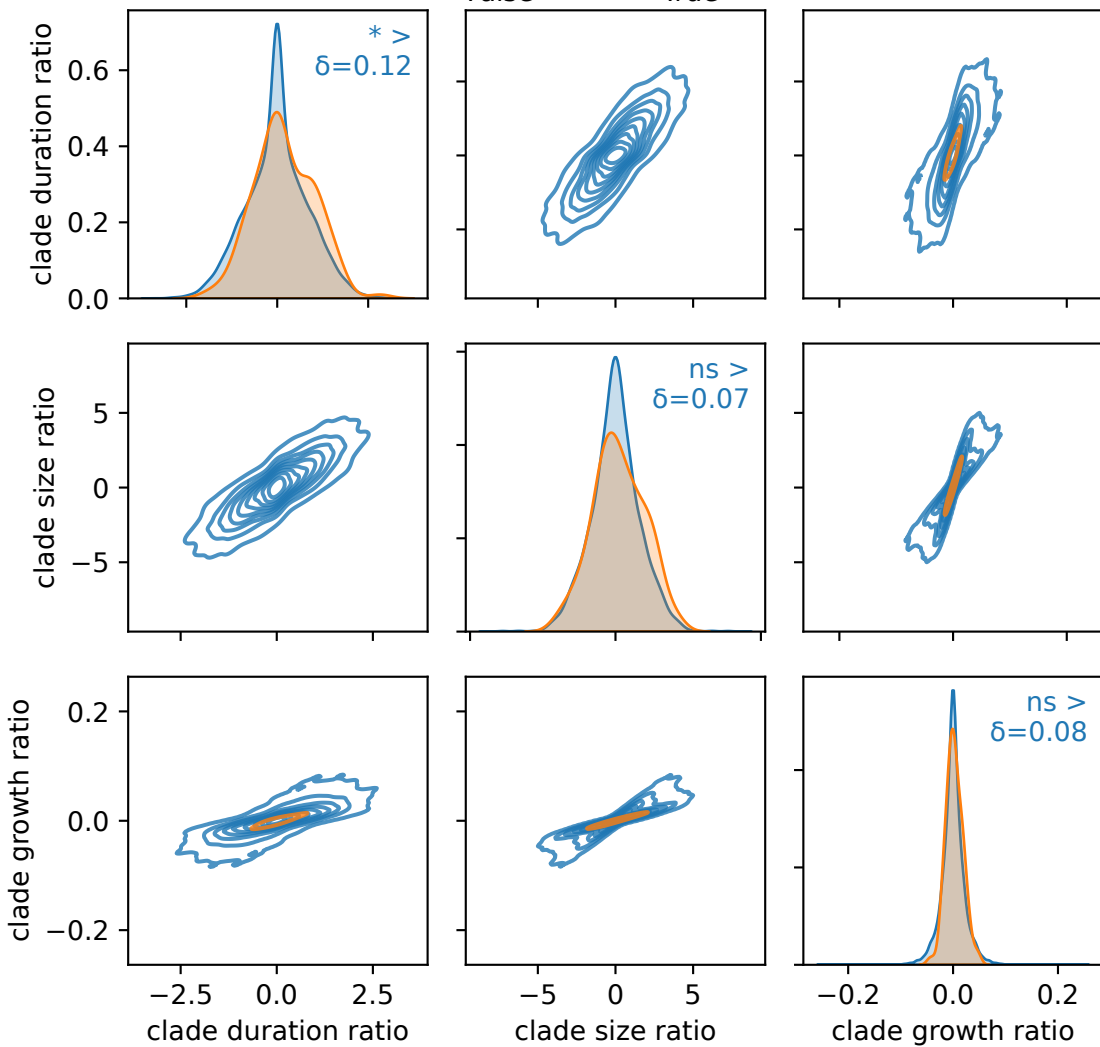 * >
δ=0.12
clade duration ratio
0.6
0.4
0.2
0.0
ns >
δ=0.07
clade size ratio
5
0
−5
ns >
δ=0.08
clade growth ratio
0.2
0.0
−0.2
−2.5 0.0 2.5
−5 0 5
−0.2 0.0 0.2
clade duration ratio
clade size ratio
clade growth ratio